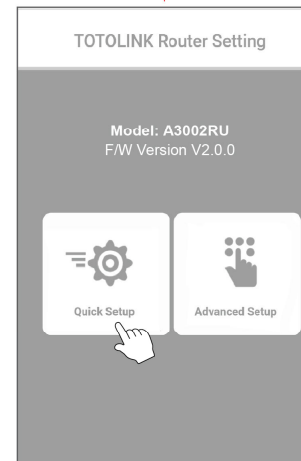 TOTOLINK Router Setting
Model: A3002RU
F/W Version V2.0.0
Quick Setup
Advanced Setup